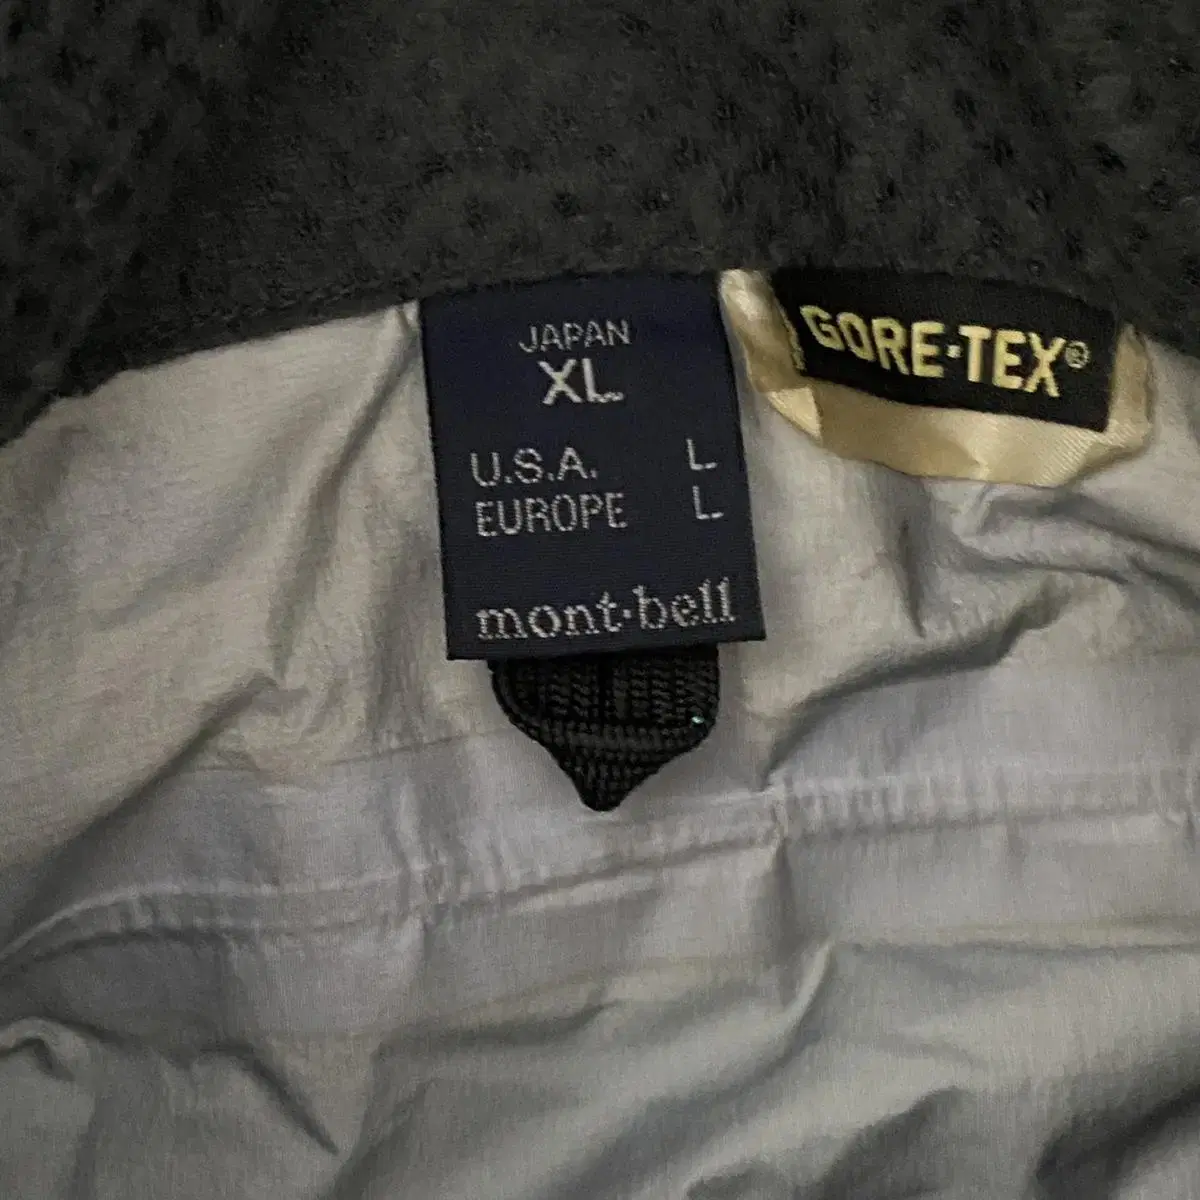 JAPAN
XL
U.S.A. L
EUROPE L
mont·bell
GORE-TEX®